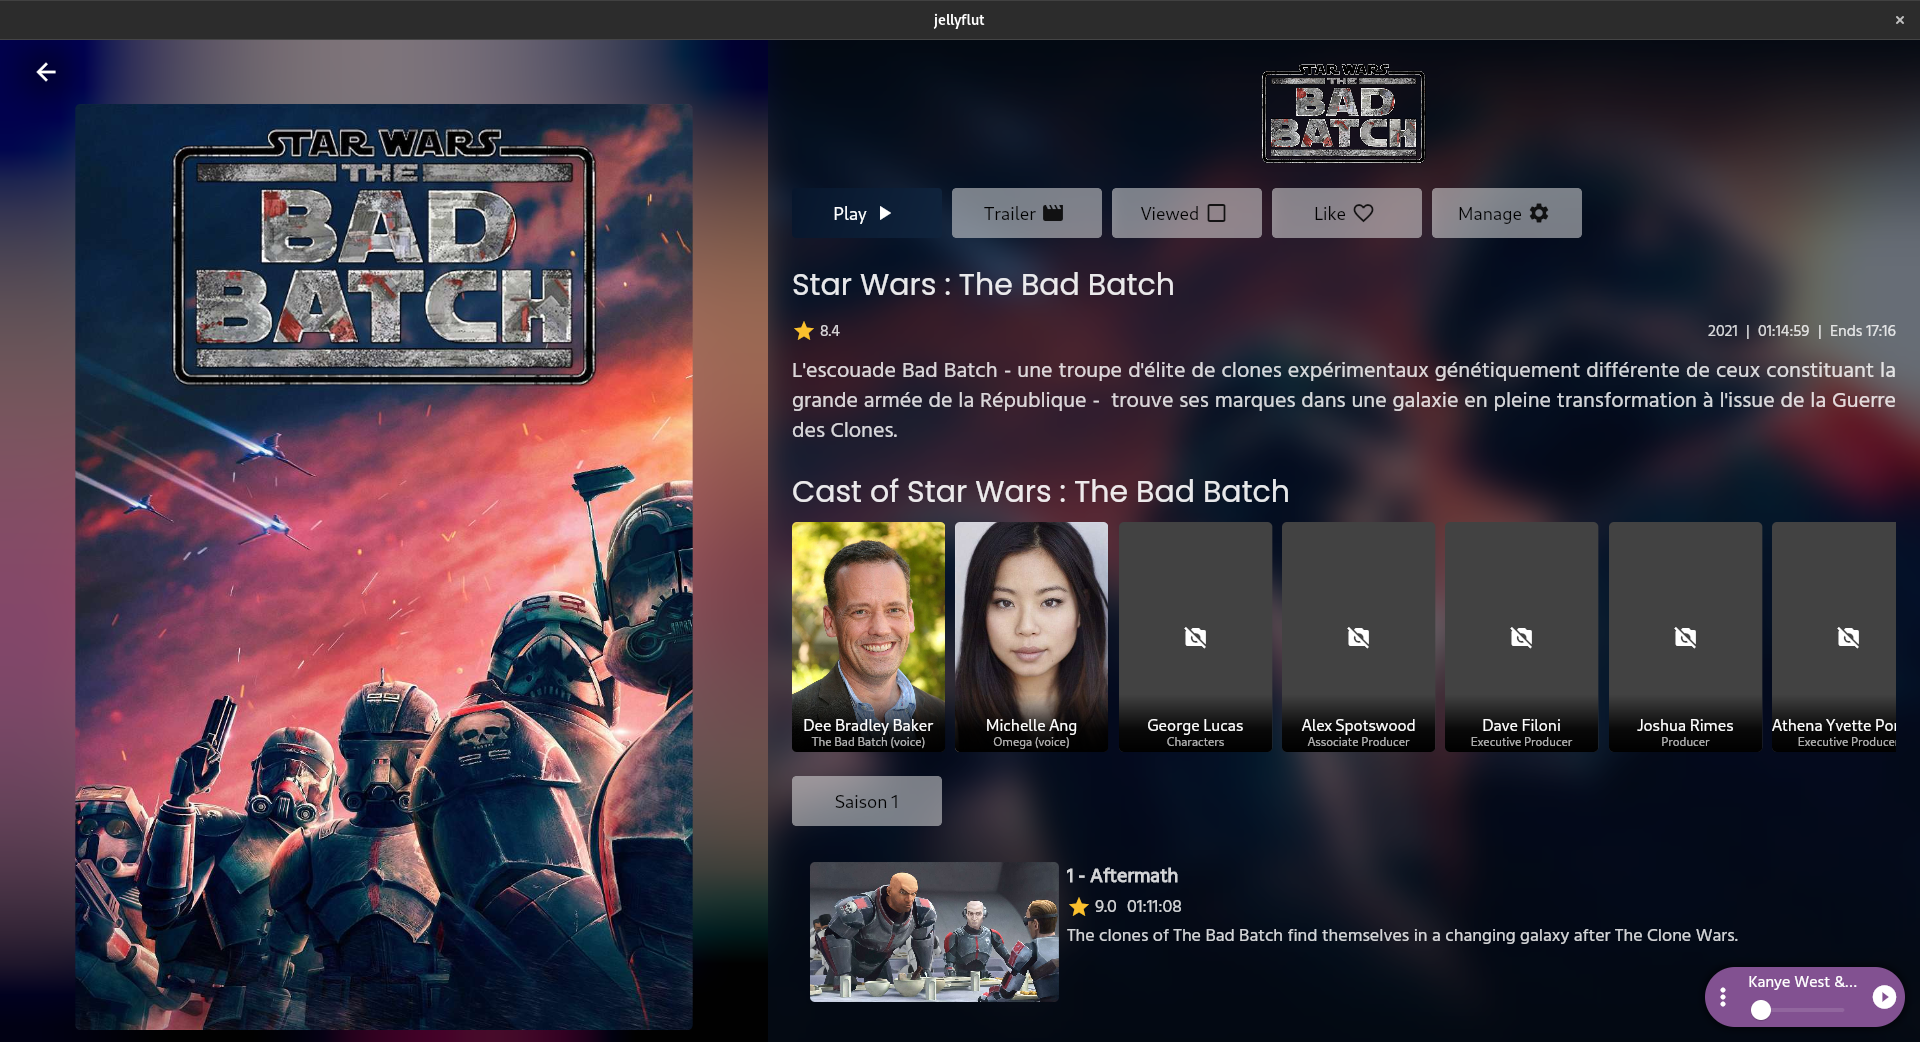 jellyflut
STAR WARS
THE
BAD
BATCH
STAR WARS
THE
BAD
BATCH
Play
Trailer
Viewed
Like
Manage
Star Wars : The Bad Batch
8.4
2021 | 01:14:59 | Ends 17:16
L'escouade Bad Batch - une troupe d'élite de clones expérimentaux génétiquement différente de ceux constituant la
grande armée de la République -  trouve ses marques dans une galaxie en pleine transformation à l'issue de la Guerre
des Clones.
Cast of Star Wars : The Bad Batch
Dee Bradley Baker
The Bad Batch (voice)
Michelle Ang
Omega (voice)
George Lucas
Characters
Alex Spotswood
Associate Producer
Dave Filoni
Executive Producer
Joshua Rimes
Producer
Athena Yvette Por
Executive Producer
Saison 1
1 - Aftermath
9.0 01:11:08
The clones of The Bad Batch find themselves in a changing galaxy after The Clone Wars.
Kanye West &...